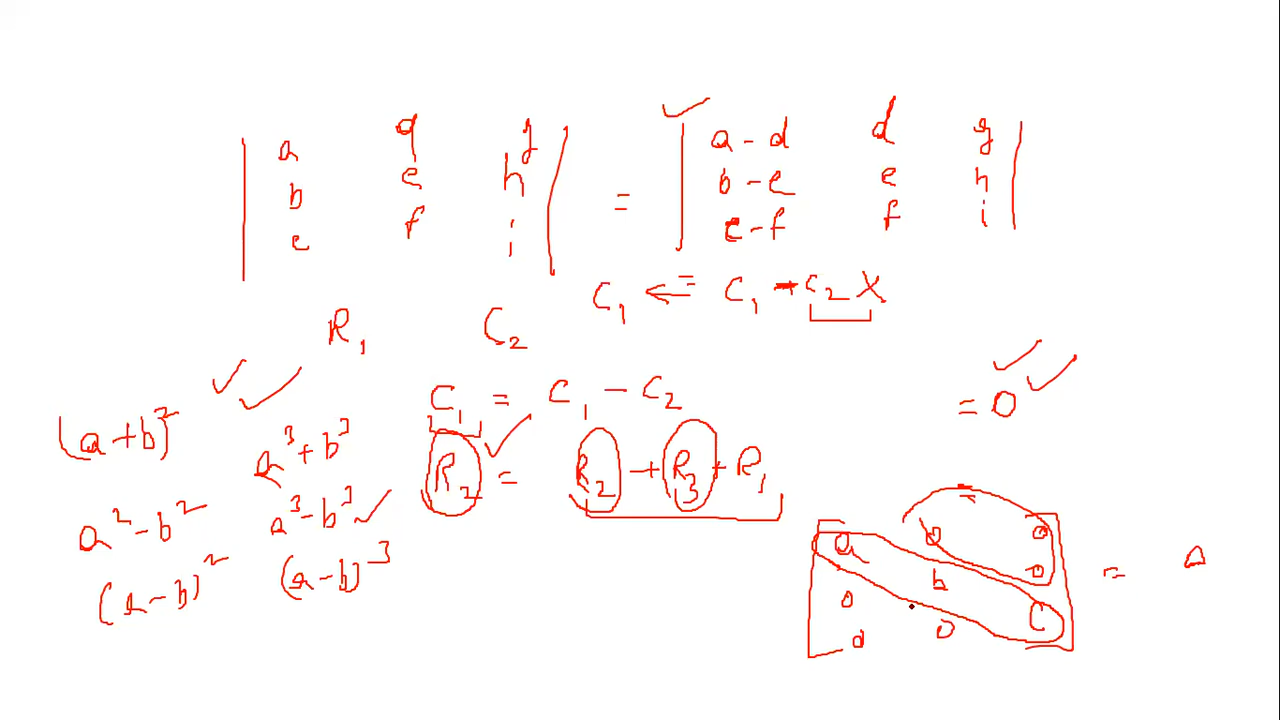 | a d g | = | a - d d g |
| b e h | | b - e e h |
| c f i | | c - f f i |
C₁ ⇐ C₁ - C₂ X
R₁ C₂
C₁ = C₁ - C₂
= 0
(a+b)² a³+b³
R₂ = R₂ + R₃ + R₁
a²-b² a³-b³
(a-b)² (a-b)³
[ a 0 0 ] =
[ 0 b 0 ]
[ 0 C ]